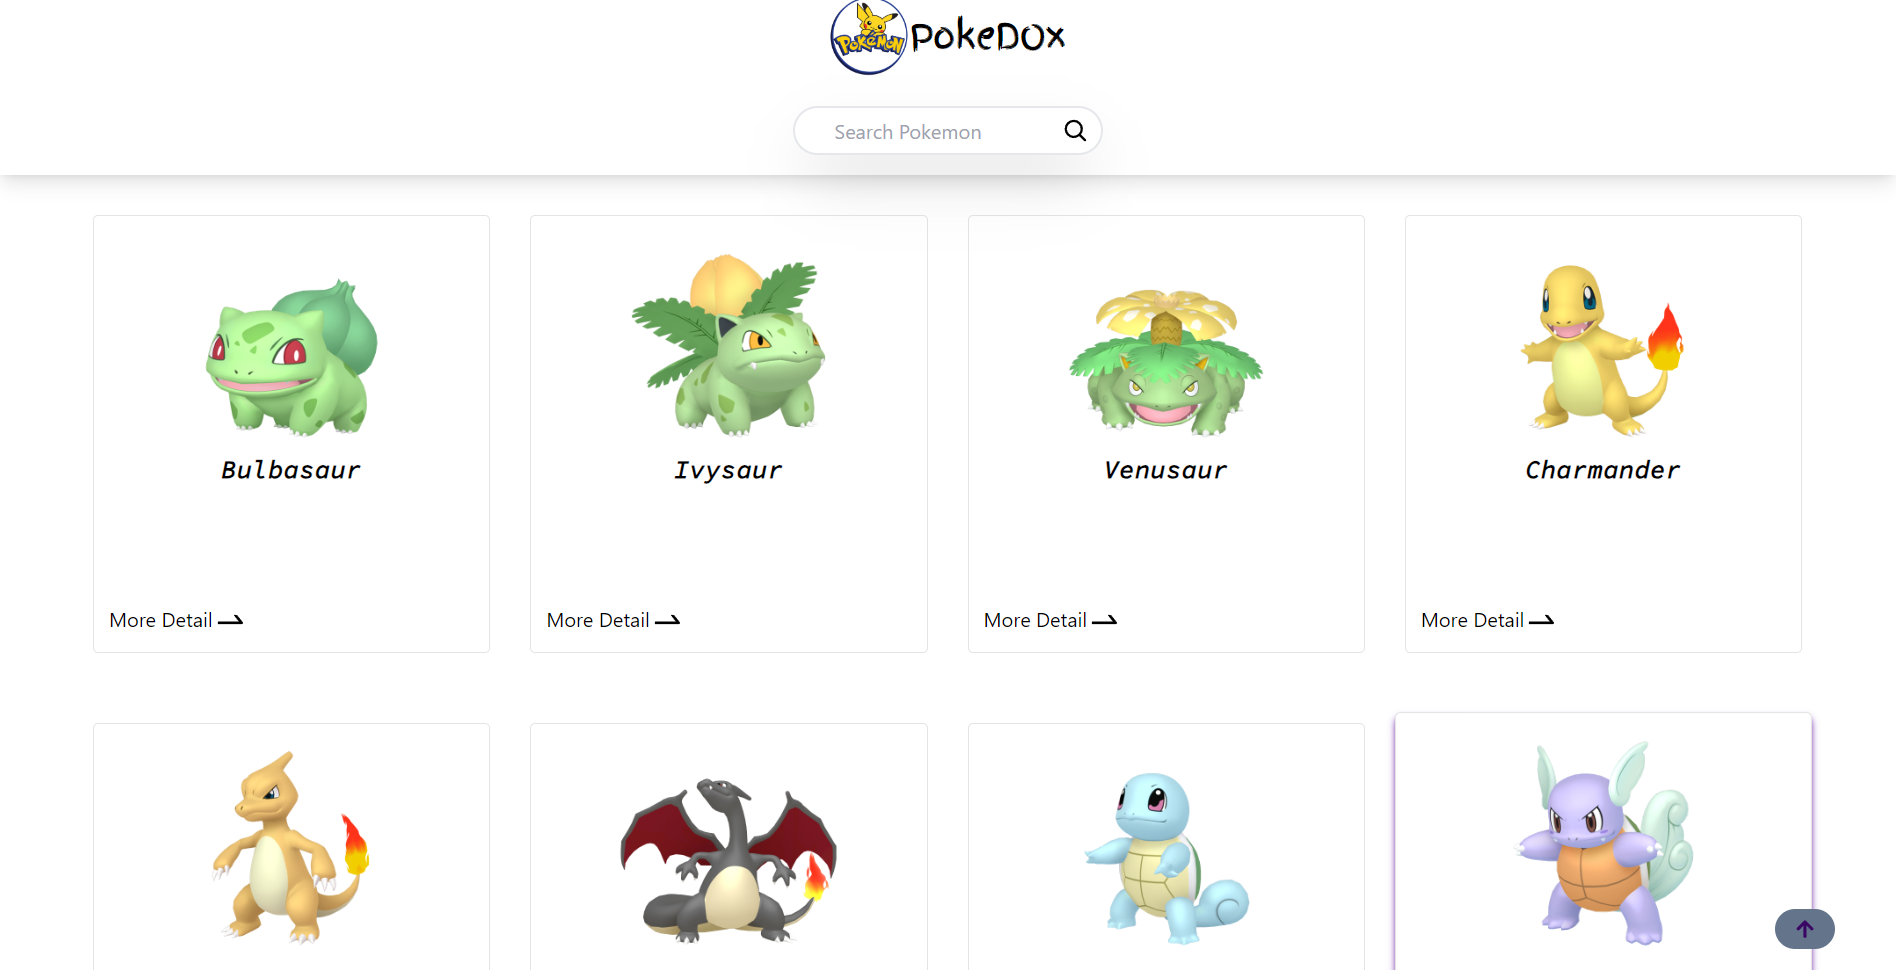 Pokémon
PokeDOx
Search Pokemon
Bulbasaur
Ivysaur
Venusaur
Charmander
More Detail
More Detail
More Detail
More Detail